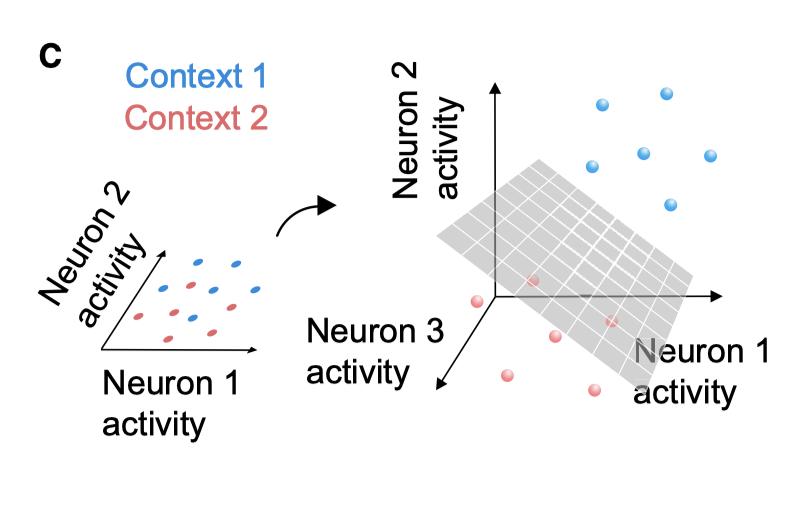 c
Context 1
Context 2
Neuron 2
activity
Neuron 1
activity
Neuron 2
activity
Neuron 3
activity
Neuron 1
activity